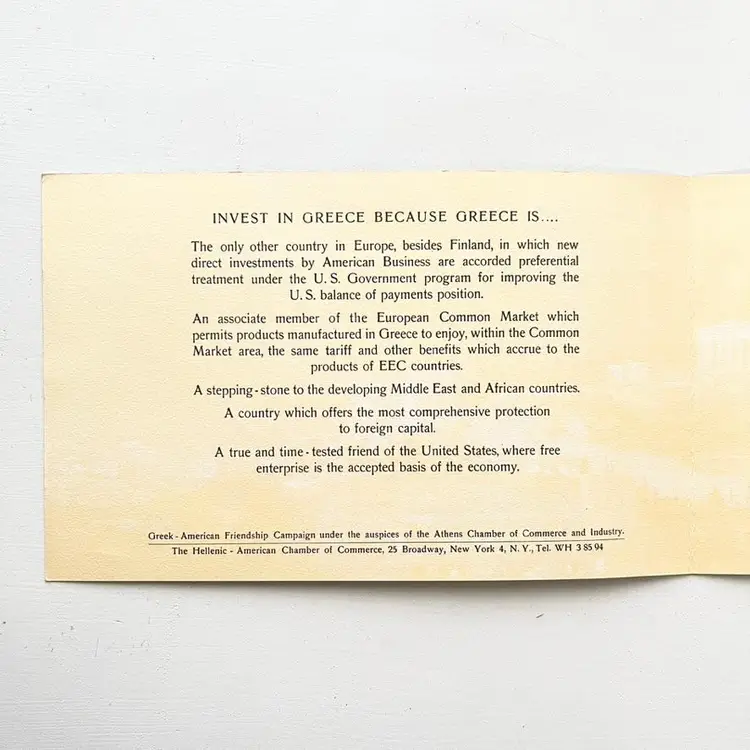 INVEST IN GREECE BECAUSE GREECE IS....
The only other country in Europe, besides Finland, in which new
direct investments by American Business are accorded preferential
treatment under the U. S. Government program for improving the
U. S. balance of payments position.
An associate member of the European Common Market which
permits products manufactured in Greece to enjoy, within the Common
Market area, the same tariff and other benefits which accrue to the
products of EEC countries.
A stepping - stone to the developing Middle East and African countries.
A country which offers the most comprehensive protection
to foreign capital.
A true and time - tested friend of the United States, where free
enterprise is the accepted basis of the economy.
Greek - American Friendship Campaign under the auspices of the Athens Chamber of Commerce and Industry.
The Hellenic - American Chamber of Commerce, 25 Broadway, New York 4, N. Y., Tel. WH 3 85 94